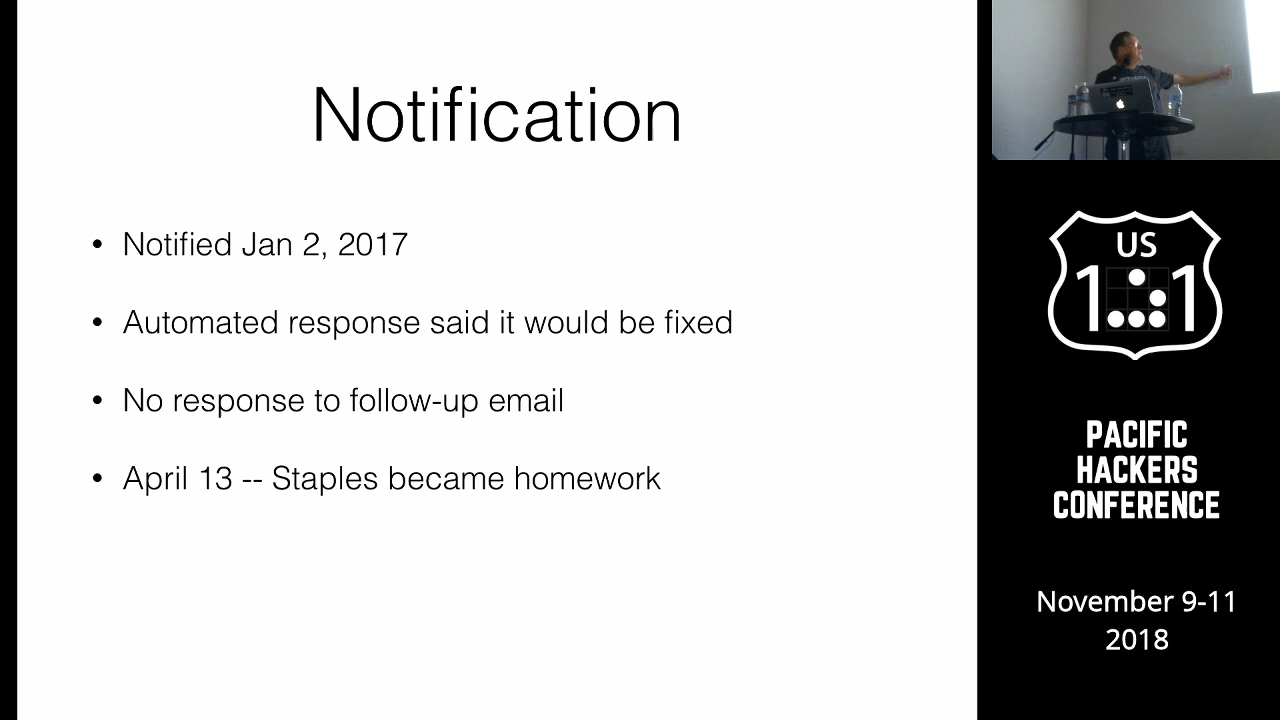 Notification
• Notified Jan 2, 2017
• Automated response said it would be fixed
• No response to follow-up email
• April 13 -- Staples became homework
US
1 1
PACIFIC
HACKERS
CONFERENCE
November 9-11
2018